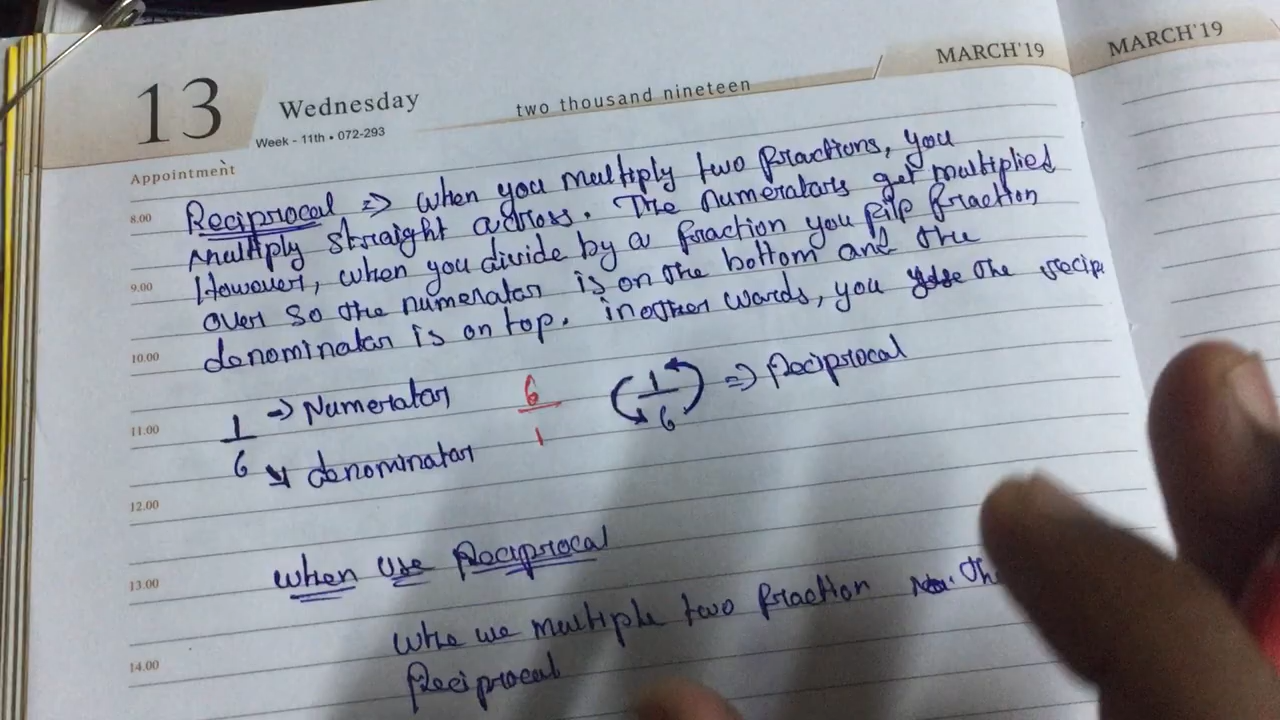 MARCH'19
MARCH'19
13 Wednesday two thousand nineteen
Week - 11th • 072-293
Appointment
8.00
Reciprocal => When you multiply two fractions, you
multiply straight across. The numerators get multiplied
9.00
However, when you divide by a fraction you filp fraction
over so the numerator is on the bottom and the
10.00
denominator is on top. in other words, you use the recip
11.00
1 => Numerator
6 denominator
6
1
1
6 => Reciprocal
12.00
When Use Reciprocal
13.00
two fraction
14.00
Reciprocal